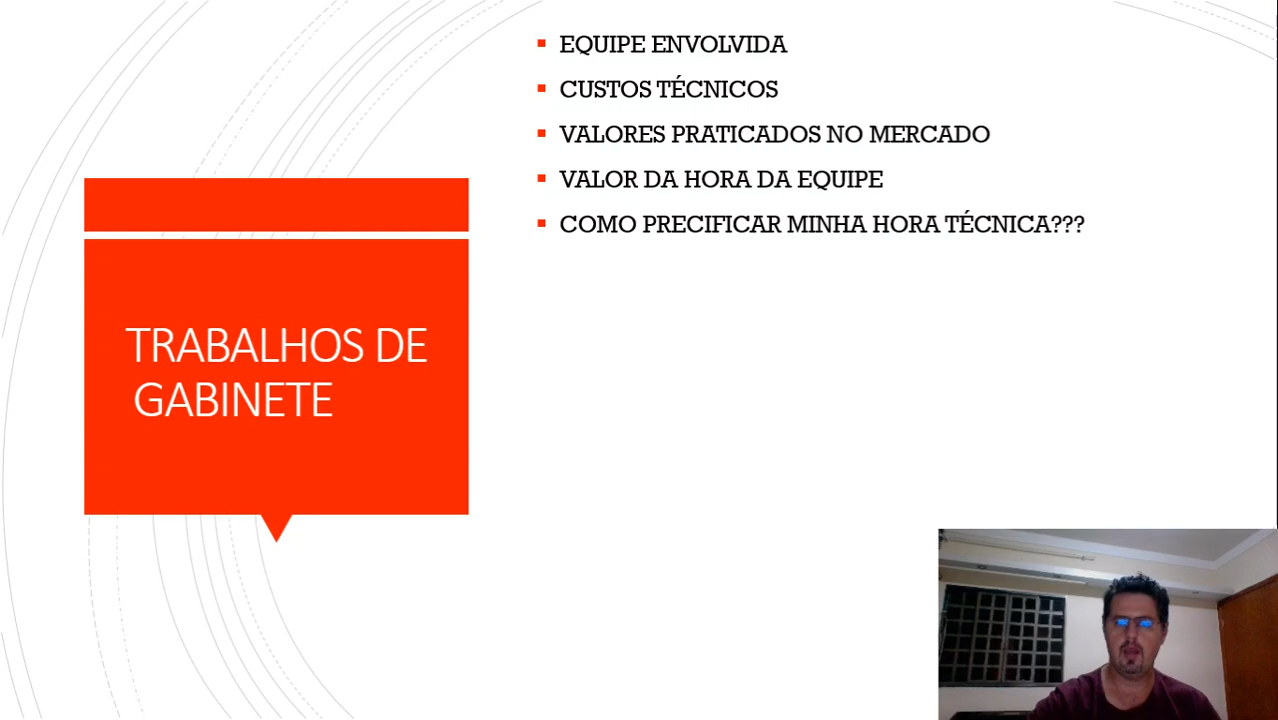 EQUIPE ENVOLVIDA
CUSTOS TÉCNICOS
VALORES PRATICADOS NO MERCADO
VALOR DA HORA DA EQUIPE
COMO PRECIFICAR MINHA HORA TÉCNICA???
TRABALHOS DE
GABINETE